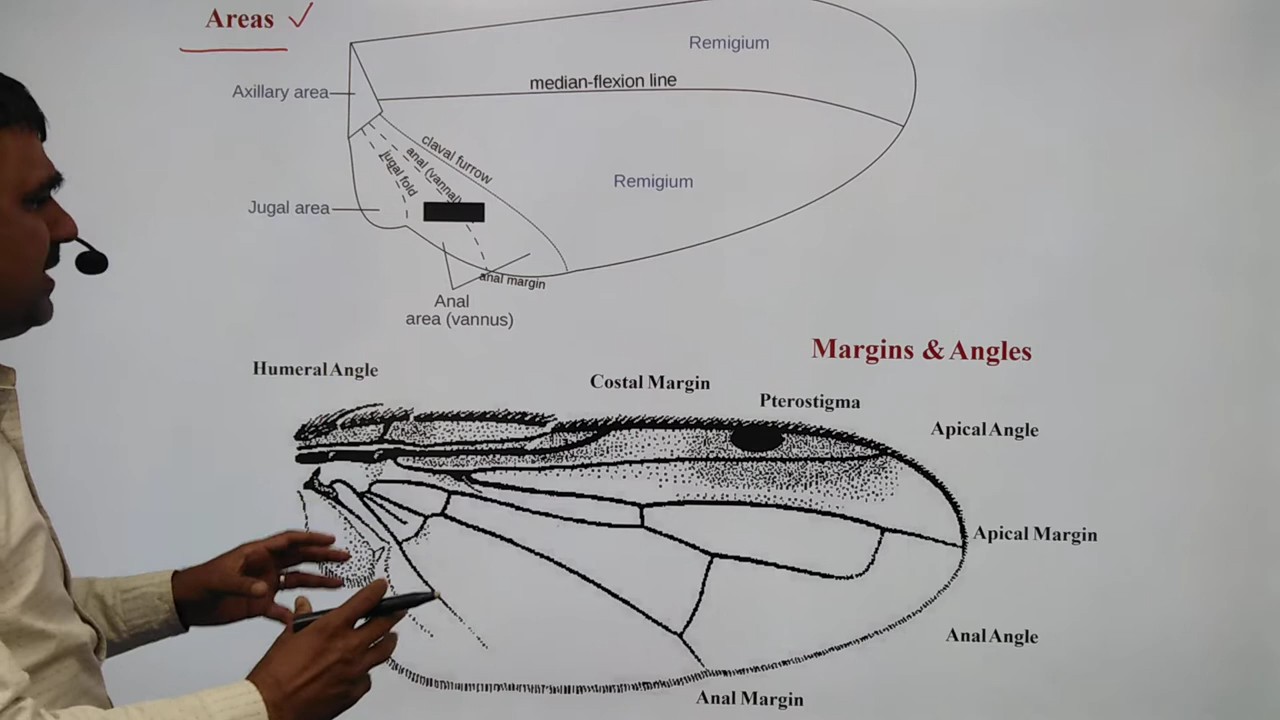 Areas
Remigium
median-flexion line
Axillary area
claval furrow
anal (vannal)
jugal fold
Remigium
Jugal area
anal margin
Anal
area (vannus)
Margins & Angles
Humeral Angle
Costal Margin
Pterostigma
Apical Angle
Apical Margin
Anal Angle
Anal Margin